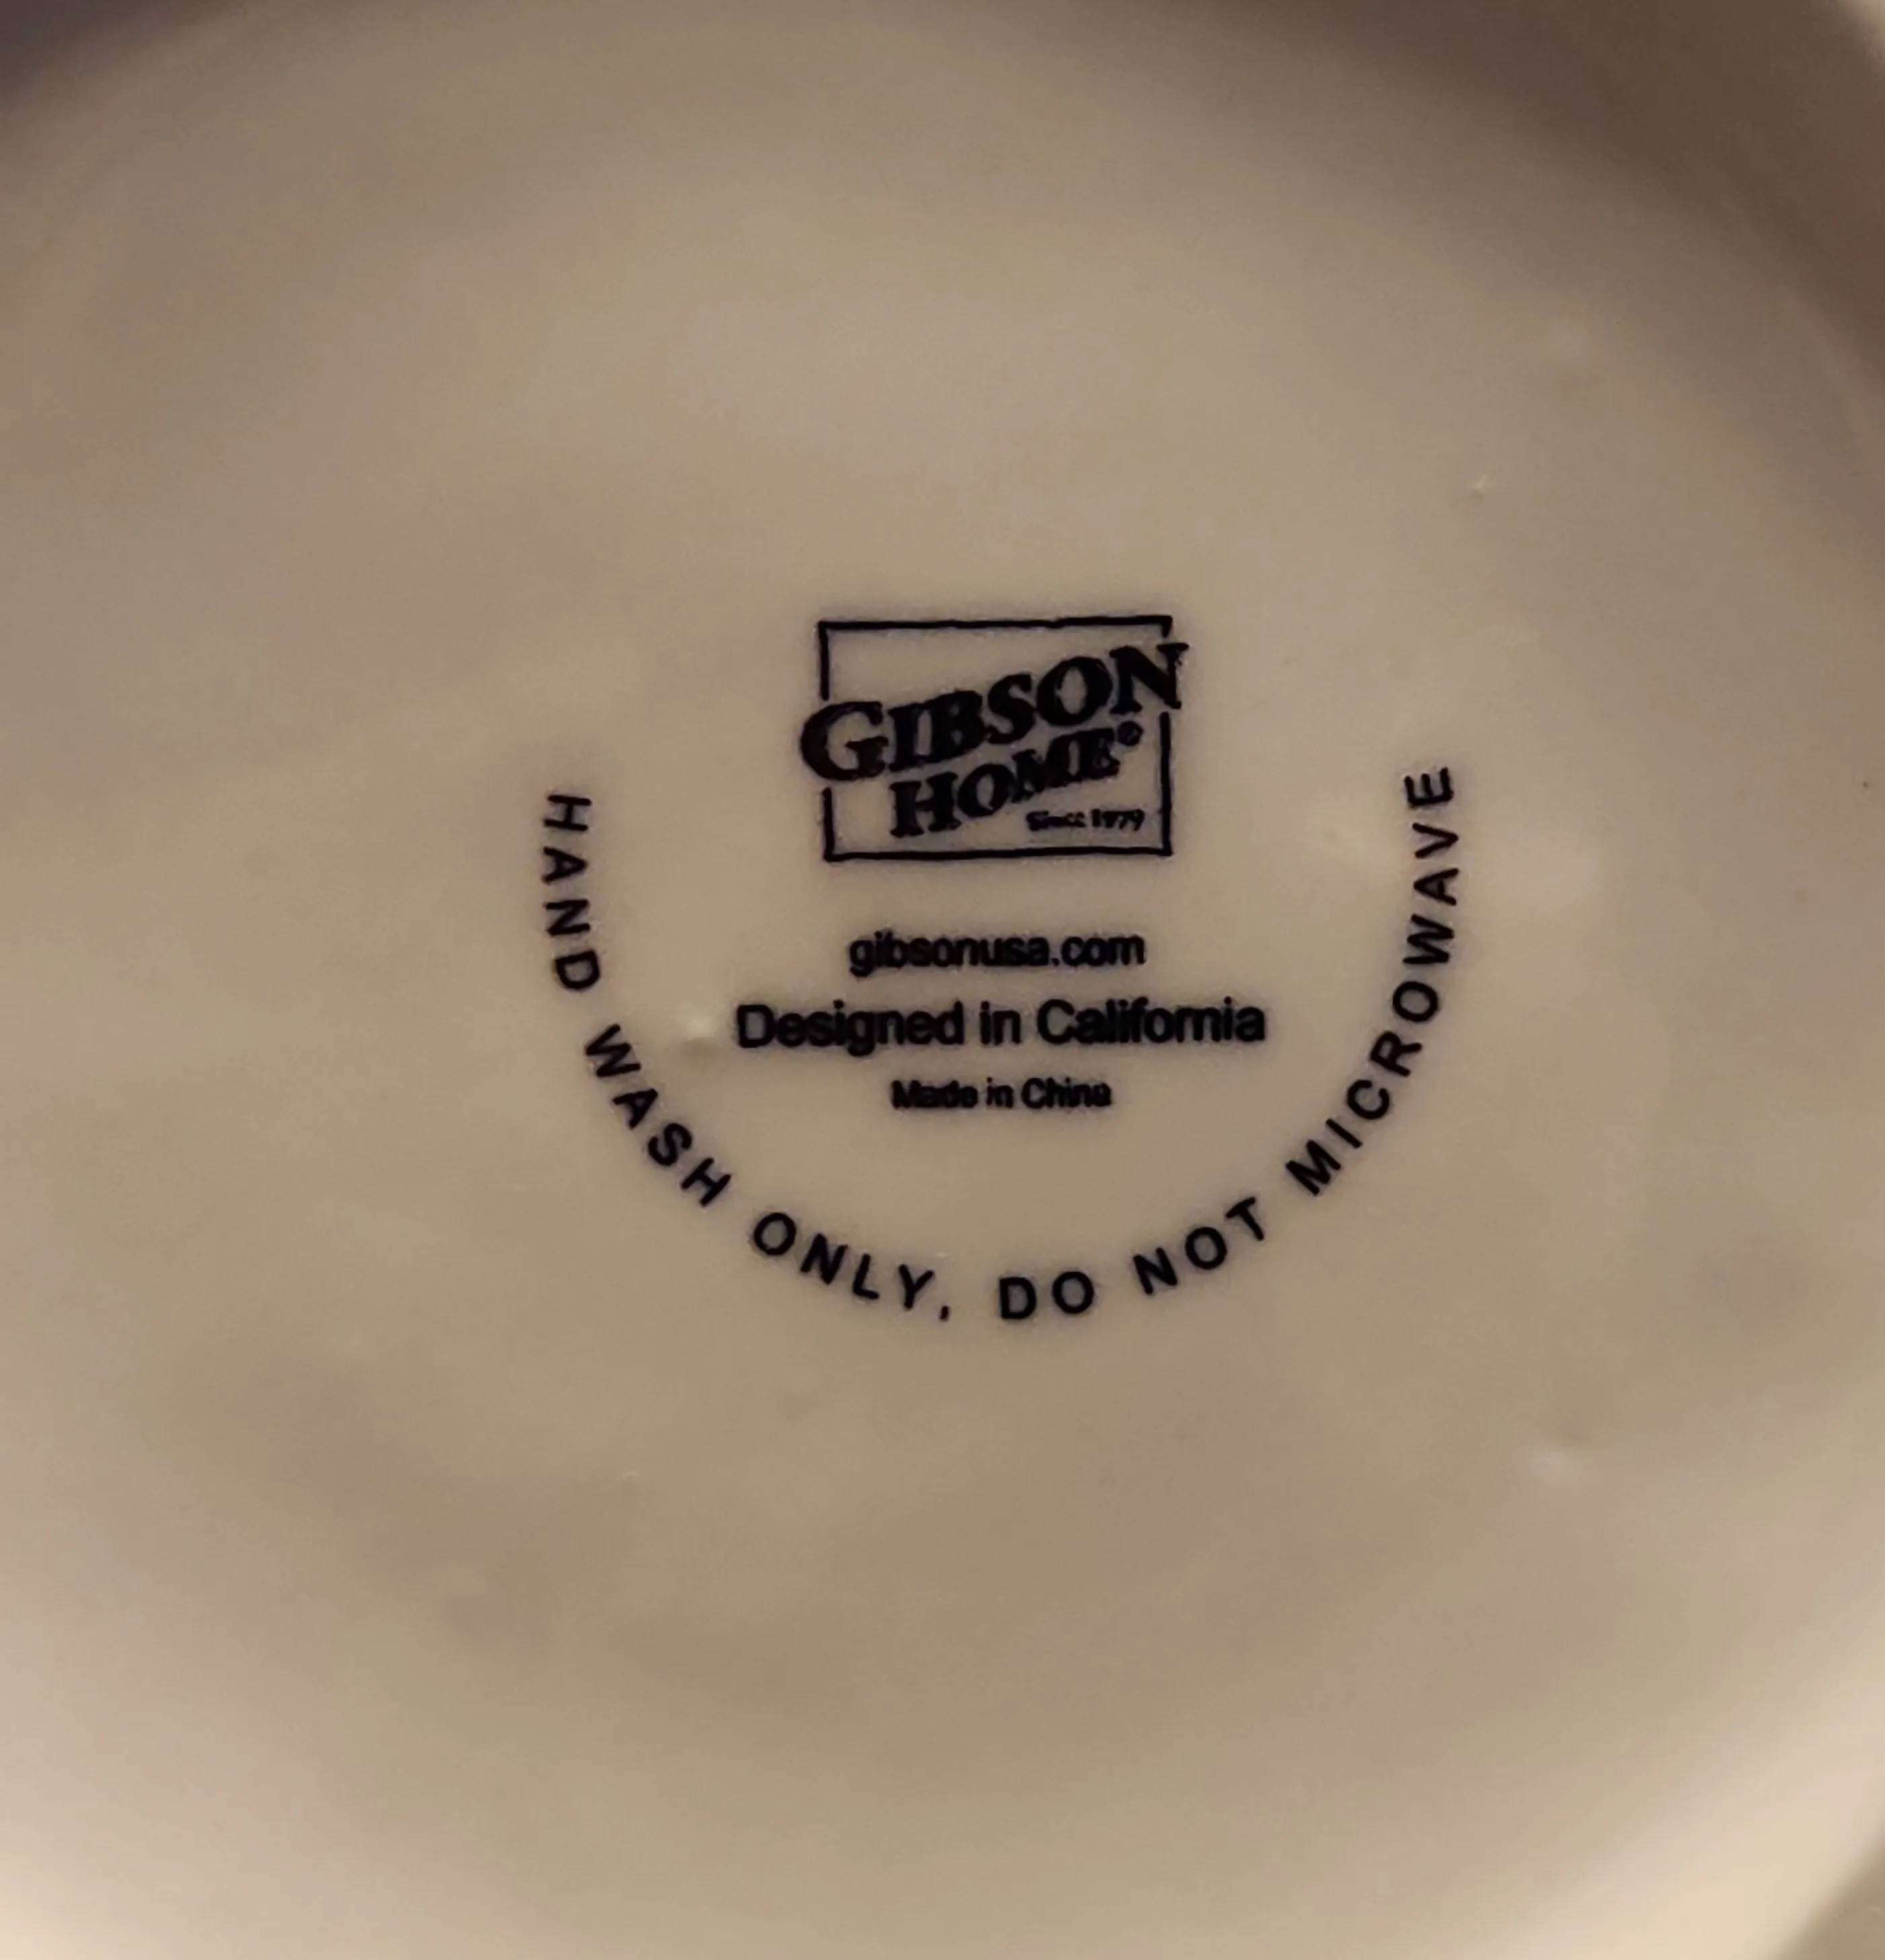 GIBSON
HOME®
Since 1979
gibsonusa.com
Designed in California
Made in China
HAND WASH ONLY, DO NOT MICROWAVE